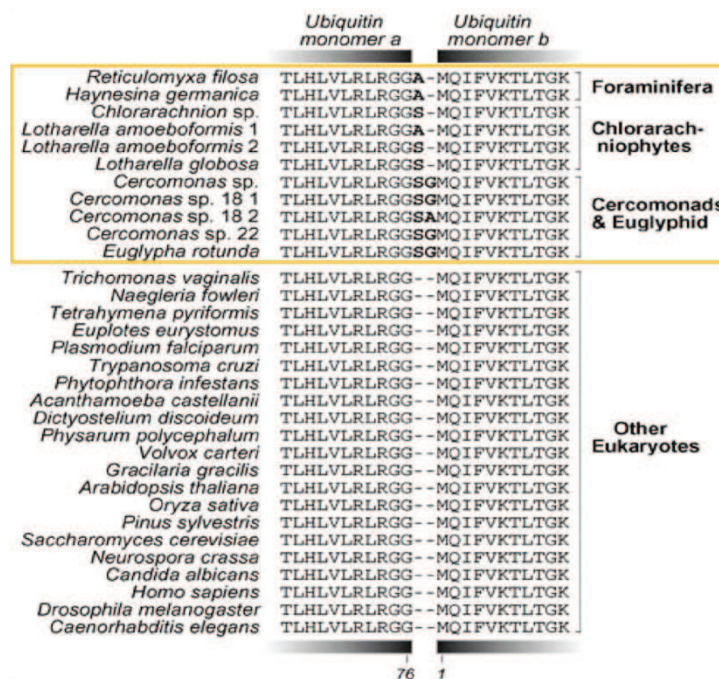 Ubiquitin monomer a Ubiquitin monomer b
Reticulomyxa filosa TLHLVLRLRGGA-MQIFVKTLTGK
Haynesina germanica TLHLVLRLRGGA-MQIFVKTLTGK
Foraminifera
Chlorarachnion sp. TLHLVLRLRGGS-MQIFVKTLTGK
Lotharella amoeboformis 1 TLHLVLRLRGGA-MQIFVKTLTGK
Lotharella amoeboformis 2 TLHLVLRLRGGS-MQIFVKTLTGK
Lotharella globosa TLHLVLRLRGGS-MQIFVKTLTGK
Chlorarach-
niophytes
Cercomonas sp. TLHLVLRLRGGSGMQIFVKTLTGK
Cercomonas sp. 18 1 TLHLVLRLRGGSGMQIFVKTLTGK
Cercomonas sp. 18 2 TLHLVLRLRGGSAMQIFVKTLTGK
Cercomonas sp. 22 TLHLVLRLRGGSGMQIFVKTLTGK
Euglypha rotunda TLHLVLRLRGGSGMQIFVKTLTGK
Cercomonads
& Euglyphid
Trichomonas vaginalis TLHLVLRLRGG--MQIFVKTLTGK
Naegleria fowleri TLHLVLRLRGG--MQIFVKTLTGK
Tetrahymena pyriformis TLHLVLRLRGG--MQIFVKTLTGK
Euplotes eurystomus TLHLVLRLRGG--MQIFVKTLTGK
Plasmodium falciparum TLHLVLRLRGG--MQIFVKTLTGK
Trypanosoma cruzi TLHLVLRLRGG--MQIFVKTLTGK
Phytophthora infestans TLHLVLRLRGG--MQIFVKTLTGK
Acanthamoeba castellanii TLHLVLRLRGG--MQIFVKTLTGK
Dictyostelium discoideum TLHLVLRLRGG--MQIFVKTLTGK
Physarum polycephalum TLHLVLRLRGG--MQIFVKTLTGK
Volvox carteri TLHLVLRLRGG--MQIFVKTLTGK
Gracilaria gracilis TLHLVLRLRGG--MQIFVKTLTGK
Arabidopsis thaliana TLHLVLRLRGG--MQIFVKTLTGK
Oryza sativa TLHLVLRLRGG--MQIFVKTLTGK
Pinus sylvestris TLHLVLRLRGG--MQIFVKTLTGK
Saccharomyces cerevisiae TLHLVLRLRGG--MQIFVKTLTGK
Neurospora crassa TLHLVLRLRGG--MQIFVKTLTGK
Candida albicans TLHLVLRLRGG--MQIFVKTLTGK
Homo sapiens TLHLVLRLRGG--MQIFVKTLTGK
Drosophila melanogaster TLHLVLRLRGG--MQIFVKTLTGK
Caenorhabditis elegans TLHLVLRLRGG--MQIFVKTLTGK
Other
Eukaryotes
76 1